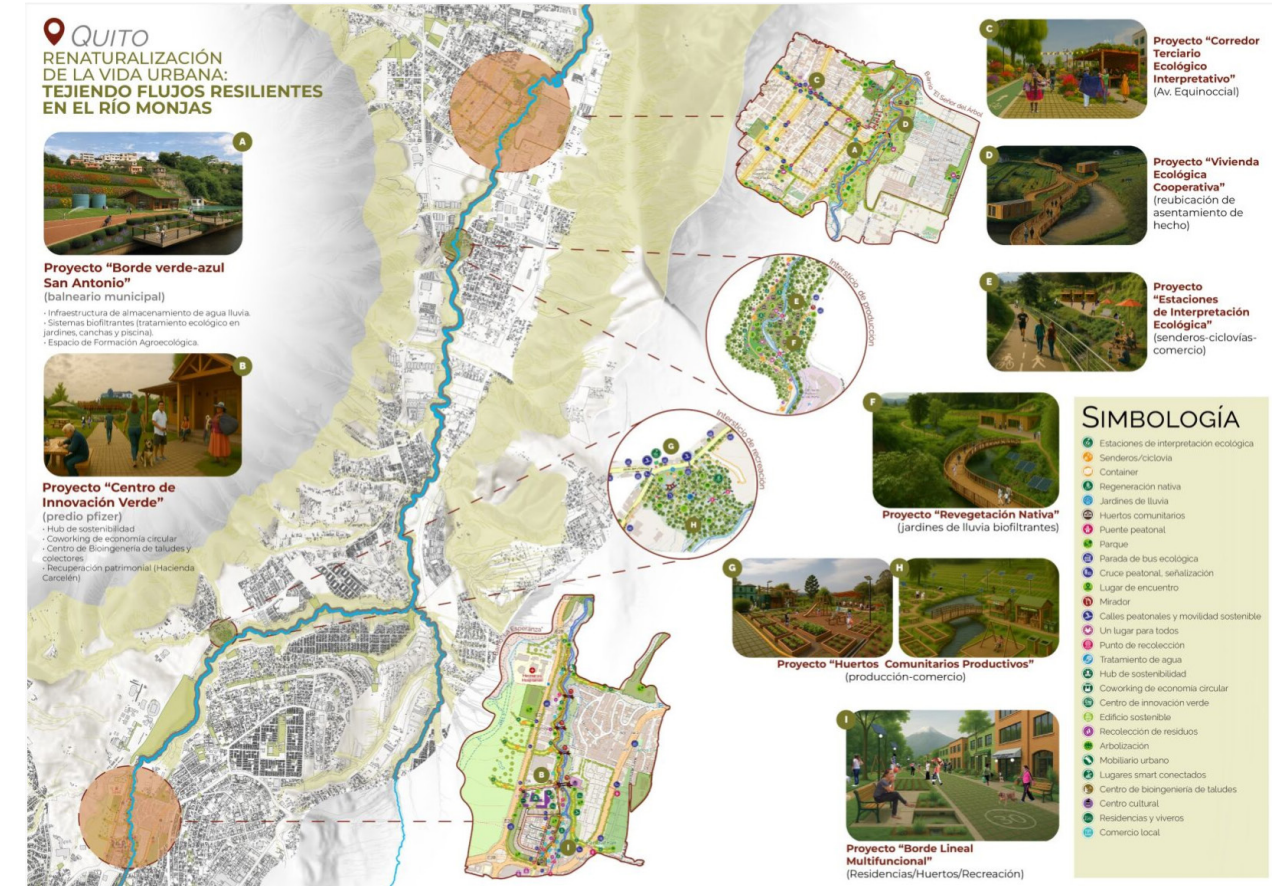 QUITO
RENATURALIZACIÓN
DE LA VIDA URBANA:
TEJIENDO FLUJOS RESILIENTES
EN EL RÍO MONJAS
A
Proyecto “Borde verde-azul
San Antonio”
(balneario municipal)
• Infraestructura de almacenamiento de agua lluvia.
• Sistemas biofiltrantes (tratamiento ecológico en
jardines, canchas y piscina).
• Espacio de Formación Agroecológica.
B
Proyecto “Centro de
Innovación Verde”
(predio pfizer)
• Hub de sostenibilidad
• Coworking de economía circular
• Centro de Bioingeniería de taludes y
colectores
• Recuperación patrimonial (Hacienda
Carcelén)
C
D
A
Barrio "El Señor del Árbol"
E
F
Intersticio de producción
G
H
Intersticio de recreación
B
I
C
Proyecto “Corredor
Terciario
Ecológico
Interpretativo”
(Av. Equinoccial)
D
Proyecto “Vivienda
Ecológica
Cooperativa”
(reubicación de
asentamiento de
hecho)
E
Proyecto
“Estaciones
de Interpretación
Ecológica”
(senderos-ciclovías-
comercio)
F
Proyecto “Revegetación Nativa”
(jardines de lluvia biofiltrantes)
G
H
Proyecto “Huertos Comunitarios Productivos”
(producción-comercio)
I
30
Proyecto “Borde Lineal
Multifuncional”
(Residencias/Huertos/Recreación)
SIMBOLOGÍA
Estaciones de interpretación ecológica
Senderos/ciclovía
Container
Regeneración nativa
Jardines de lluvia
Huertos comunitarios
Puente peatonal
Parque
Parada de bus ecológica
Cruce peatonal, señalización
Lugar de encuentro
Mirador
Calles peatonales y movilidad sostenible
Un lugar para todos
Punto de recolección
Tratamiento de agua
Hub de sostenibilidad
Coworking de economía circular
Centro de innovación verde
Edificio sostenible
Recolección de residuos
Arbolización
Mobiliario urbano
Lugares smart conectados
Centro de bioingeniería de taludes
Centro cultural
Residencias y viveros
Comercio local